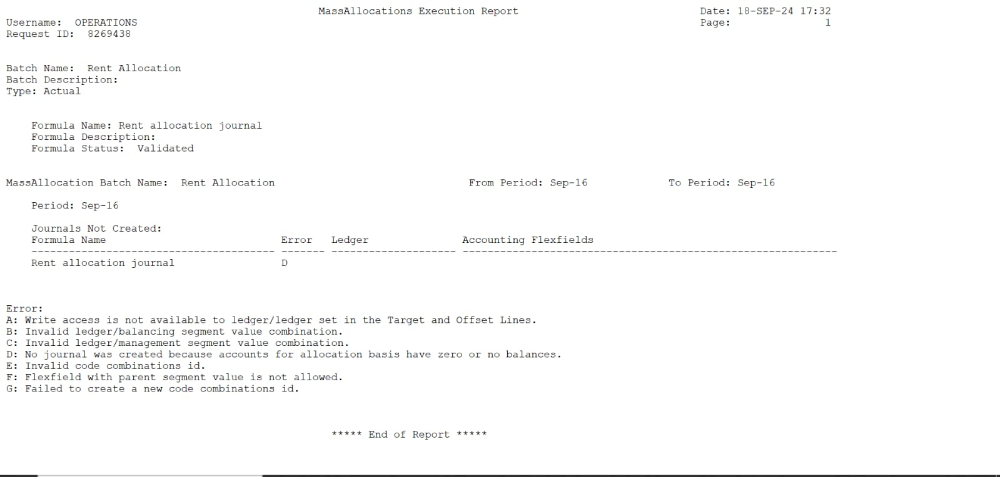 MassAllocations Execution Report Date: 18-SEP-24 17:32
Username: OPERATIONS Page: 1
Request ID: 8269438
Batch Name: Rent Allocation
Batch Description:
Type: Actual
Formula Name: Rent allocation journal
Formula Description:
Formula Status: Validated
MassAllocation Batch Name: Rent Allocation From Period: Sep-16 To Period: Sep-16
Period: Sep-16
Journals Not Created:
Formula Name Error Ledger Accounting Flexfields
--------------------------------------- ------- -------------------- ------------------------------------------------------------
Rent allocation journal D
Error:
A: Write access is not available to ledger/ledger set in the Target and Offset Lines.
B: Invalid ledger/balancing segment value combination.
C: Invalid ledger/management segment value combination.
D: No journal was created because accounts for allocation basis have zero or no balances.
E: Invalid code combinations id.
F: Flexfield with parent segment value is not allowed.
G: Failed to create a new code combinations id.
***** End of Report *****